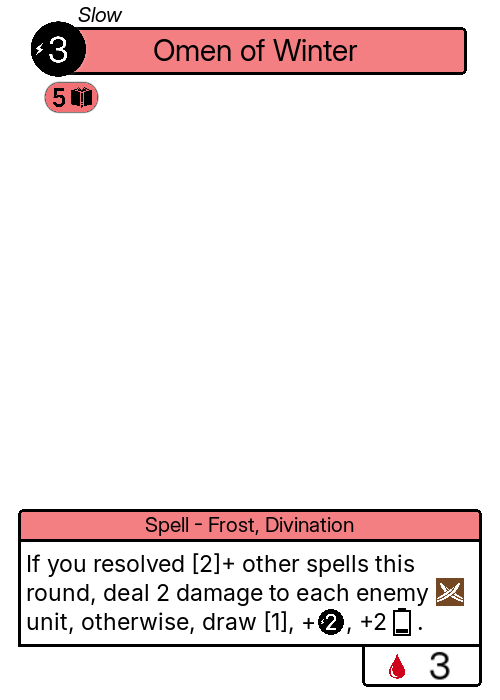 Slow
3 Omen of Winter
5
Spell - Frost, Divination
If you resolved [2]+ other spells this
round, deal 2 damage to each enemy
unit, otherwise, draw [1], +2, +2 .
3